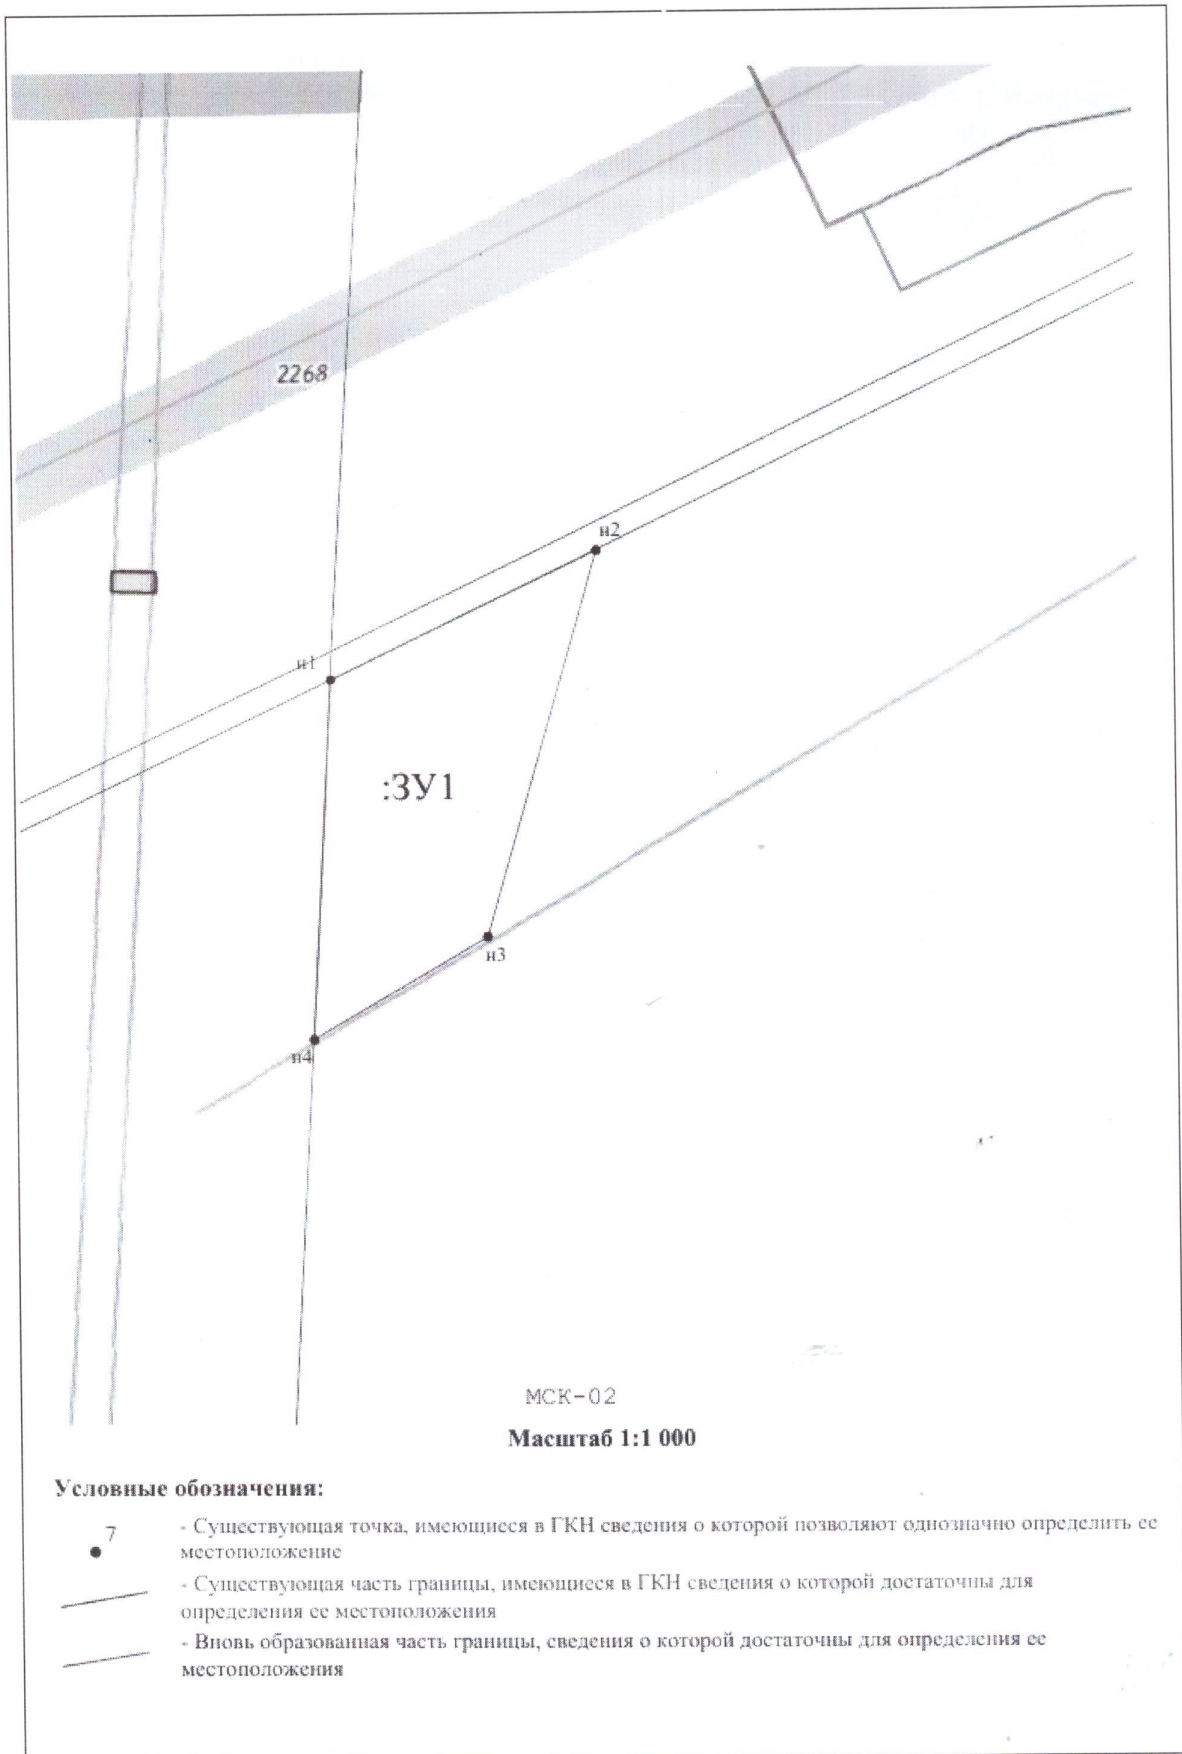 2268
н2
н1
:ЗУ1
н3
н4
МСК-02
Масштаб 1:1 000
Условные обозначения:
7
- Существующая точка, имеющиеся в ГКН сведения о которой позволяют однозначно определить ее
местоположение
- Существующая часть границы, имеющиеся в ГКН сведения о которой достаточны для
определения ее местоположения
- Вновь образованная часть границы, сведения о которой достаточны для определения ее
местоположения